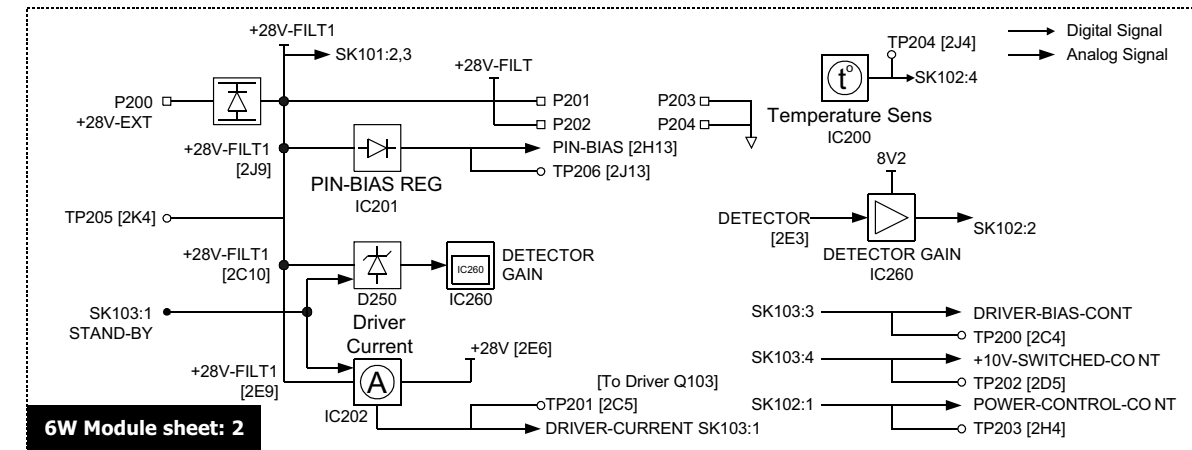 +28V-FILT1
SK101:2,3
+28V-FILT
P200
+28V-EXT
P201
P202
P203
P204
TP204 [2J4]
t°
SK102:4
Temperature Sens
IC200
Digital Signal
Analog Signal
+28V-FILT1
[2J9]
PIN-BIAS [2H13]
TP206 [2J13]
PIN-BIAS REG
IC201
8V2
TP205 [2K4]
DETECTOR
[2E3]
SK102:2
DETECTOR GAIN
IC260
+28V-FILT1
[2C10]
D250
IC260
IC260
DETECTOR
GAIN
SK103:1
STAND-BY
Driver
Current
+28V-FILT1
[2E9]
A
IC202
+28V [2E6]
[To Driver Q103]
TP201 [2C5]
DRIVER-CURRENT SK103:1
SK103:3
DRIVER-BIAS-CONT
TP200 [2C4]
SK103:4
+10V-SWITCHED-CONT
TP202 [2D5]
SK102:1
POWER-CONTROL-CONT
TP203 [2H4]
6W Module sheet: 2